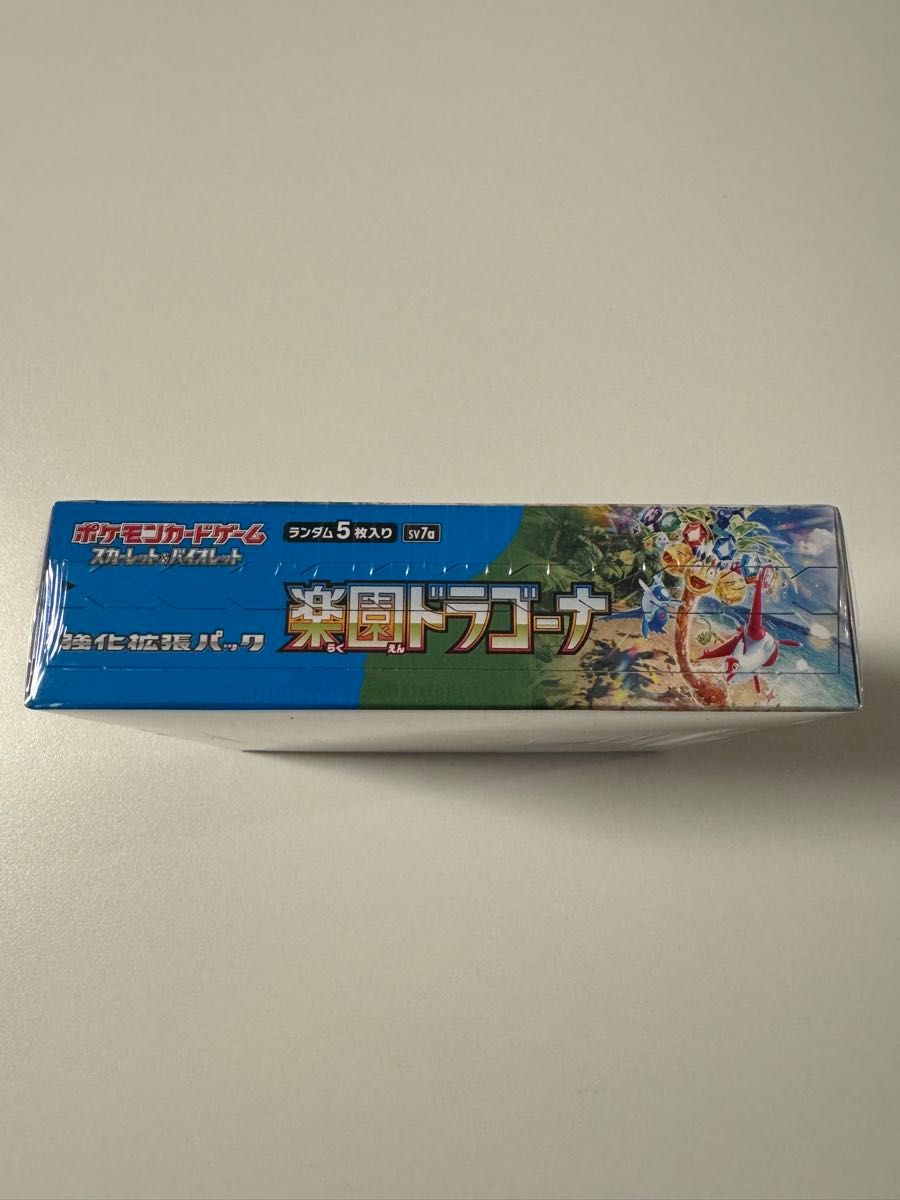 ポケモンカードゲーム
スカーレット&バイオレット
ランダム5枚入り
SV7a
強化拡張パック
楽園ドラゴーナ
らく えん